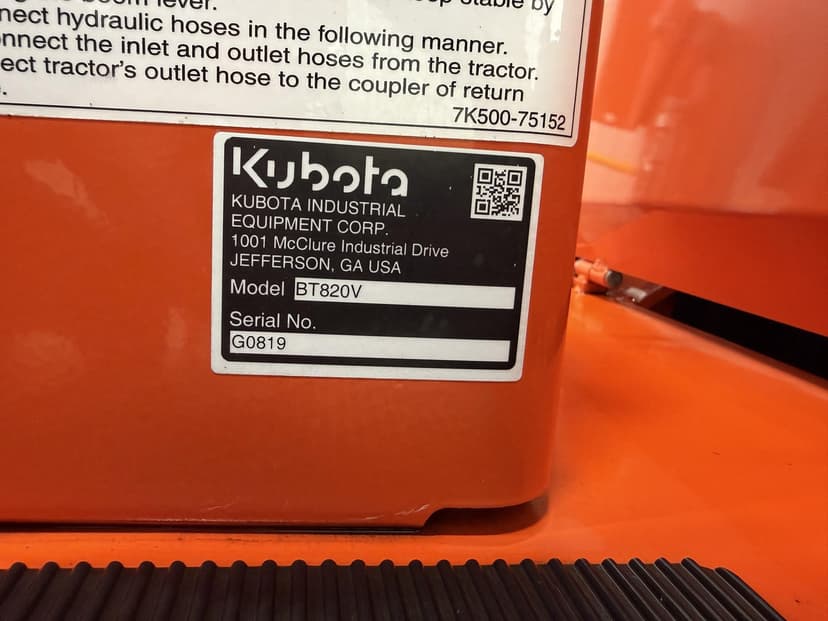 lever.
nect hydraulic hoses in the following manner.
nnect the inlet and outlet hoses from the tractor.
ect tractor's outlet hose to the coupler of return
7K500-75152
Kubota
KUBOTA INDUSTRIAL
EQUIPMENT CORP.
1001 McClure Industrial Drive
JEFFERSON, GA USA
Model BT820V
Serial No.
G0819